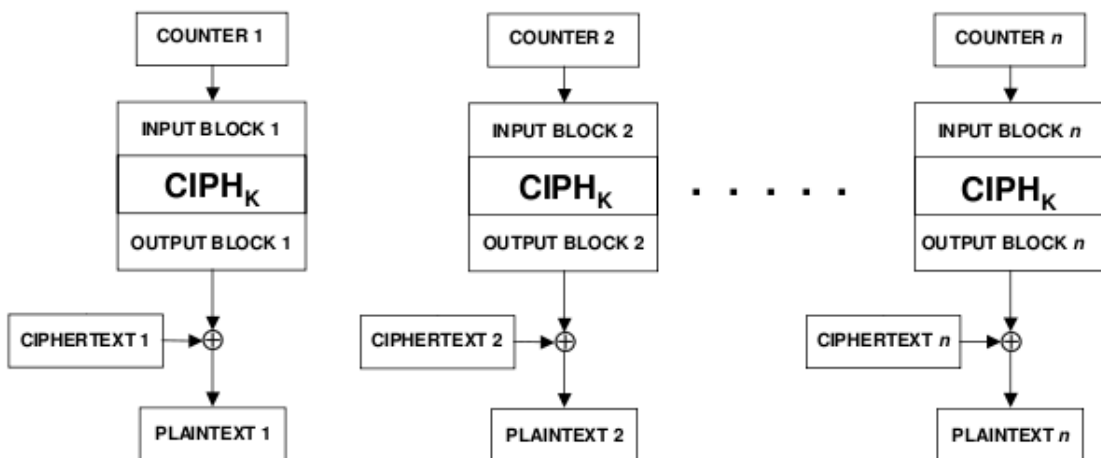 COUNTER 1
COUNTER 2
COUNTER n
INPUT BLOCK 1
INPUT BLOCK 2
INPUT BLOCK n
CIPHK
CIPHK
. . . . .
CIPHK
OUTPUT BLOCK 1
OUTPUT BLOCK 2
OUTPUT BLOCK n
CIPHERTEXT 1
CIPHERTEXT 2
CIPHERTEXT n
PLAINTEXT 1
PLAINTEXT 2
PLAINTEXT n